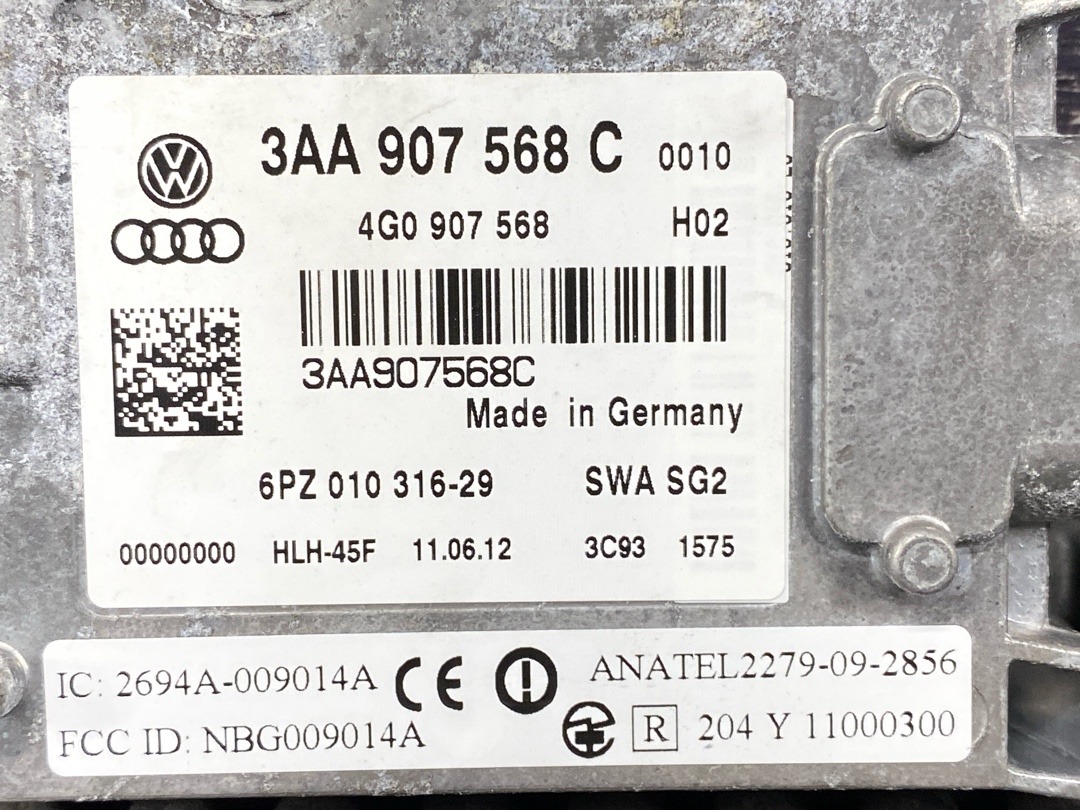 3AA 907 568 C 0010
4G0 907 568 H02
3AA907568C
Made in Germany
6PZ 010 316-29 SWA SG2
00000000 HLH-45F 11.06.12 3C93 1575
IC: 2694A-009014A CE ANATEL2279-09-2856
FCC ID: NBG009014A R 204 Y 11000300